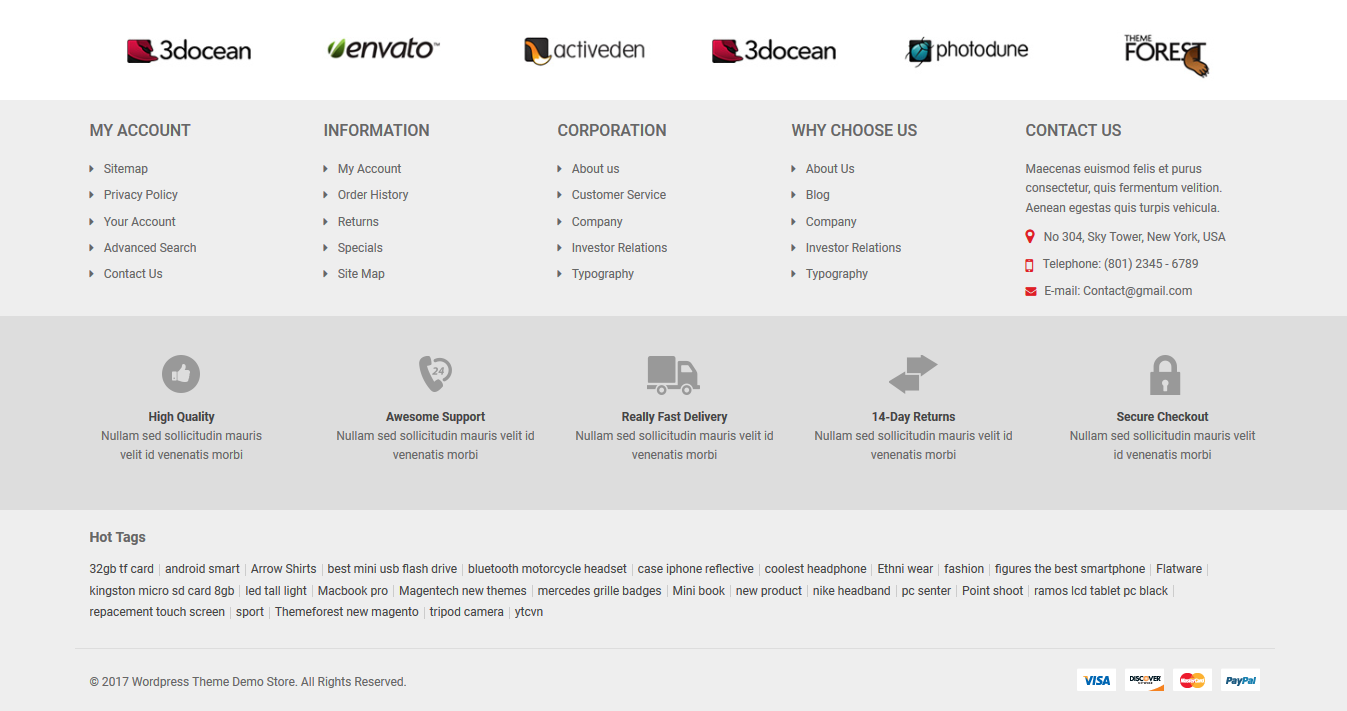 3docean
envato™
activeden
3docean
photodune
THEME
FOREST
MY ACCOUNT
Sitemap
Privacy Policy
Your Account
Advanced Search
Contact Us
INFORMATION
My Account
Order History
Returns
Specials
Site Map
CORPORATION
About us
Customer Service
Company
Investor Relations
Typography
WHY CHOOSE US
About Us
Blog
Company
Investor Relations
Typography
CONTACT US
Maecenas euismod felis et purus
consectetur, quis fermentum velition.
Aenean egestas quis turpis vehicula.
No 304, Sky Tower, New York, USA
Telephone: (801) 2345 - 6789
E-mail: Contact@gmail.com
High Quality
Nullam sed sollicitudin mauris
velit id venenatis morbi
24
Awesome Support
Nullam sed sollicitudin mauris velit id
venenatis morbi
Really Fast Delivery
Nullam sed sollicitudin mauris velit id
venenatis morbi
14-Day Returns
Nullam sed sollicitudin mauris velit id
venenatis morbi
Secure Checkout
Nullam sed sollicitudin mauris velit
id venenatis morbi
Hot Tags
32gb tf card | android smart | Arrow Shirts | best mini usb flash drive | bluetooth motorcycle headset | case iphone reflective | coolest headphone | Ethni wear | fashion | figures the best smartphone | Flatware |
kingston micro sd card 8gb | led tall light | Macbook pro | Magentech new themes | mercedes grille badges | Mini book | new product | nike headband | pc senter | Point shoot | ramos lcd tablet pc black |
repacement touch screen | sport | Themeforest new magento | tripod camera | ytcvn
© 2017 Wordpress Theme Demo Store. All Rights Reserved.
VISA
DISCOVER
MasterCard
PayPal